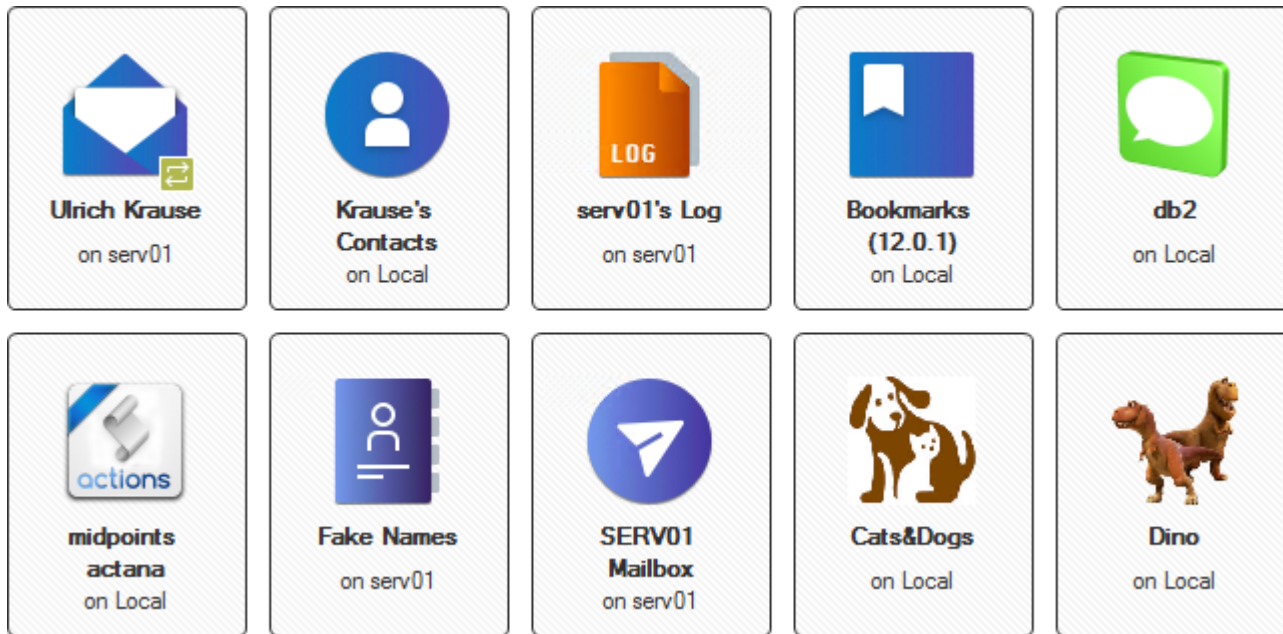 LOG
Ulrich Krause
on serv01
Krause's
Contacts
on Local
serv01's Log
on serv01
Bookmarks
(12.0.1)
on Local
db2
on Local
actions
midpoints
actana
on Local
Fake Names
on serv01
SERV01
Mailbox
on serv01
Cats&Dogs
on Local
Dino
on Local